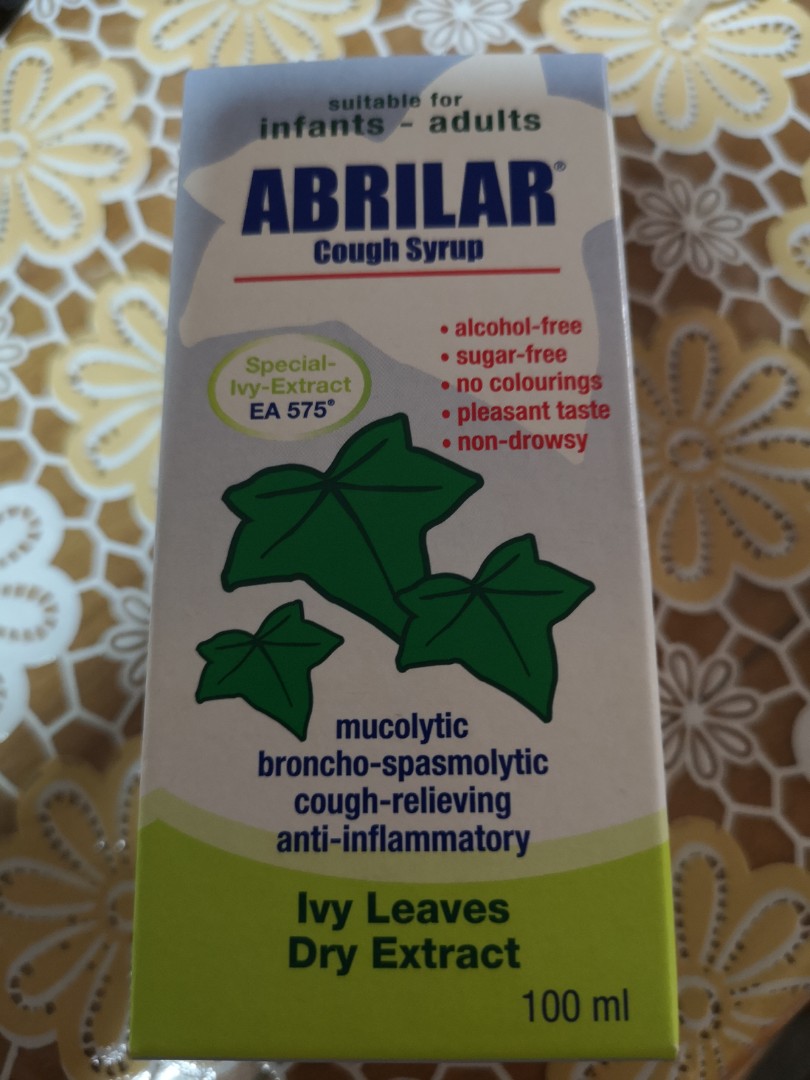 suitable for
infants - adults
ABRILAR®
Cough Syrup
• alcohol-free
• sugar-free
• no colourings
• pleasant taste
• non-drowsy
Special-
Ivy-Extract
EA 575®
mucolytic
broncho-spasmolytic
cough-relieving
anti-inflammatory
Ivy Leaves
Dry Extract
100 ml